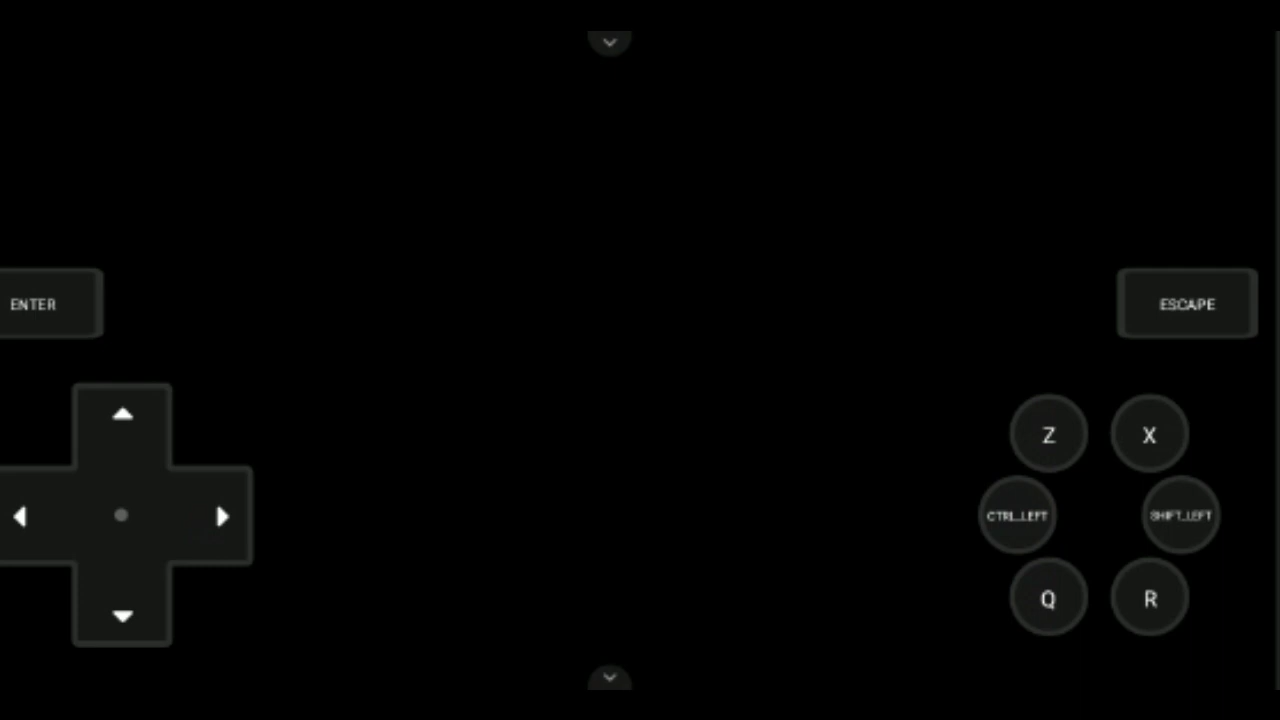 ENTER
ESCAPE
Z
X
CTRL_LEFT
SHIFT_LEFT
Q
R